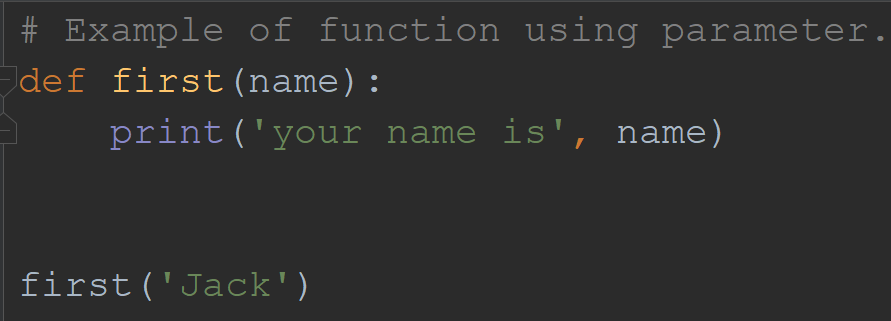 # Example of function using parameter.
def first(name):
    print('your name is', name)
first('Jack')